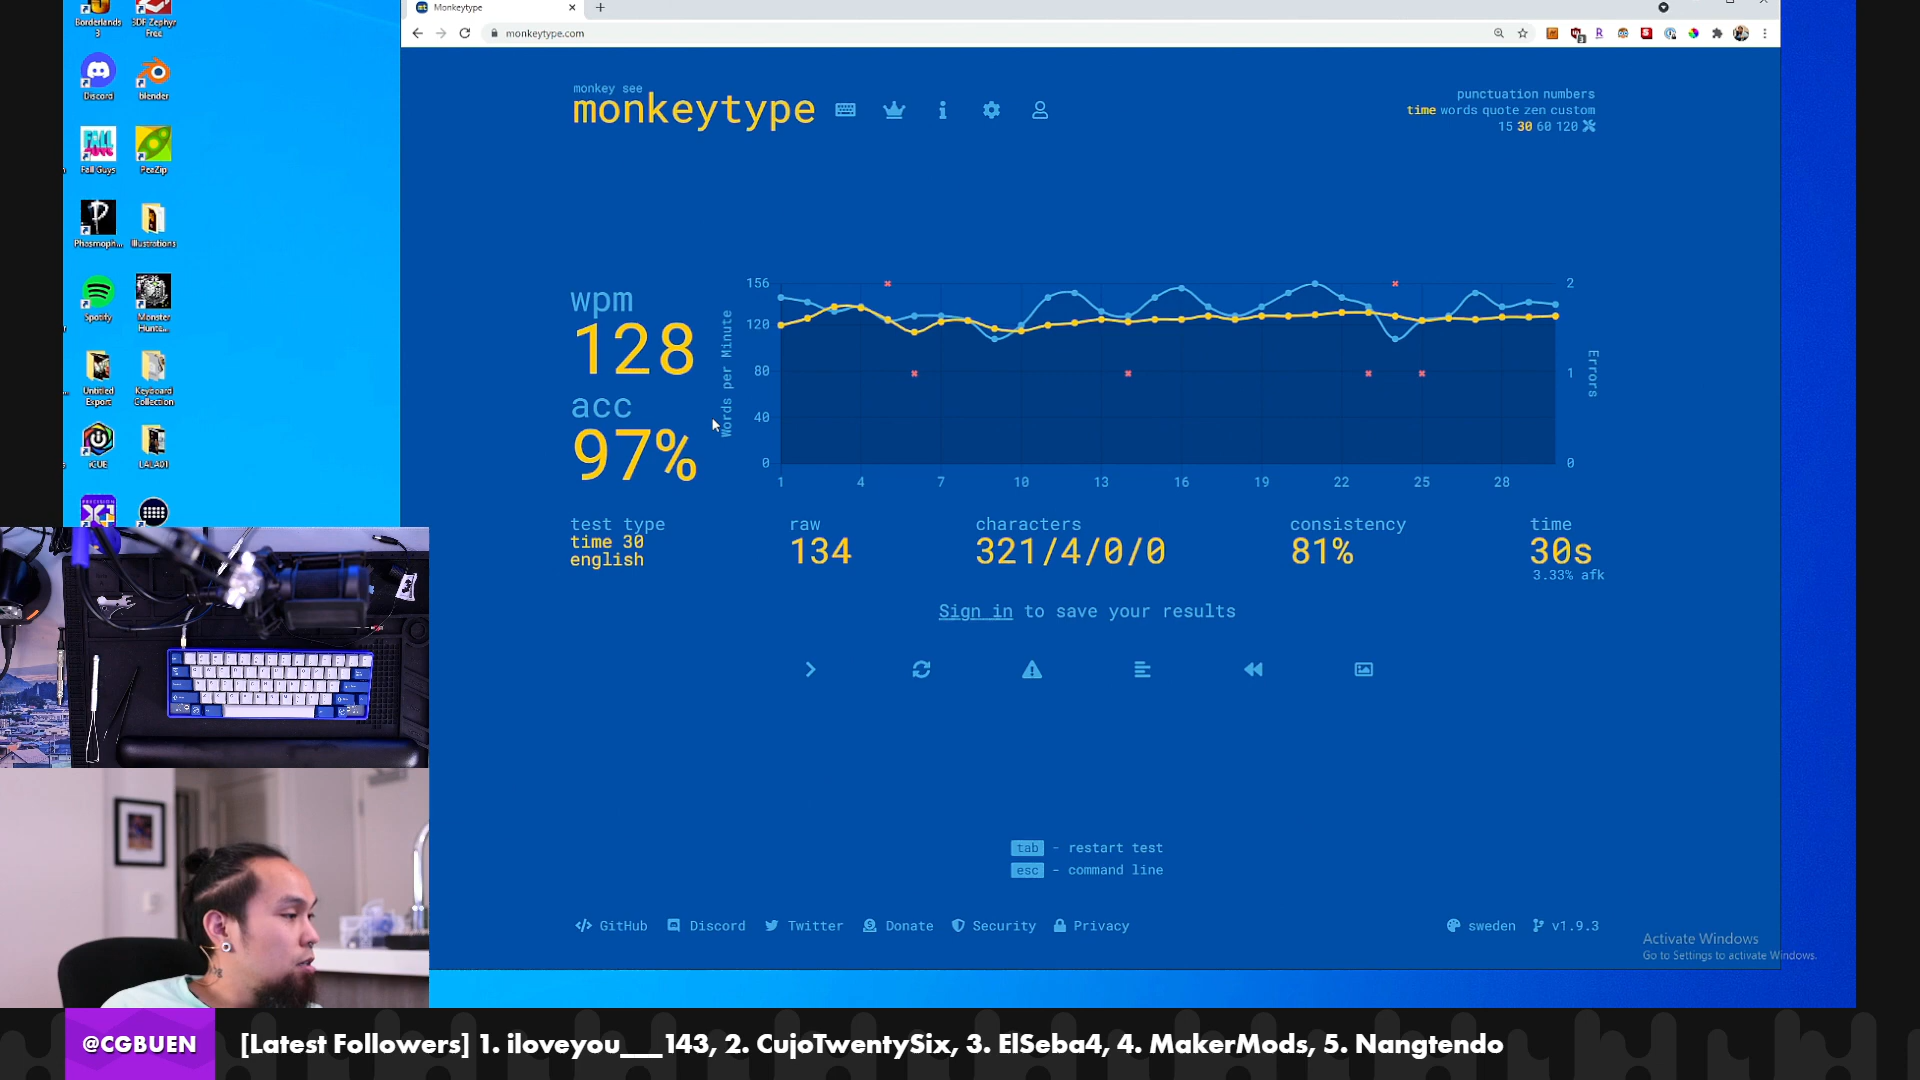 Borderlands 3
3DF Zephyr Free
Discord
blender
Fall Guys
PeaZip
Phasmoph...
Illustrations
Spotify
Monster Hunte...
Untitled Export
Keyboard Collection
iCUE
LALA01
PRECISION
X1
Monkeytype
monkeytype.com
monkey see
monkeytype
punctuation numbers
time words quote zen custom
15 30 60 120
wpm
128
acc
97%
Words per Minute
156
120
80
40
0
2
1
0
Errors
1 4 7 10 13 16 19 22 25 28
test type
time 30
english
raw
134
characters
321/4/0/0
consistency
81%
time
30s
3.33% afk
Sign in to save your results
tab - restart test
esc - command line
GitHub Discord Twitter Donate Security Privacy
sweden v1.9.3
Activate Windows
Go to Settings to activate Windows.
@CGBUEN
[Latest Followers] 1. iloveyou___143, 2. CujoTwentySix, 3. ElSeba4, 4. MakerMods, 5. Nangtendo